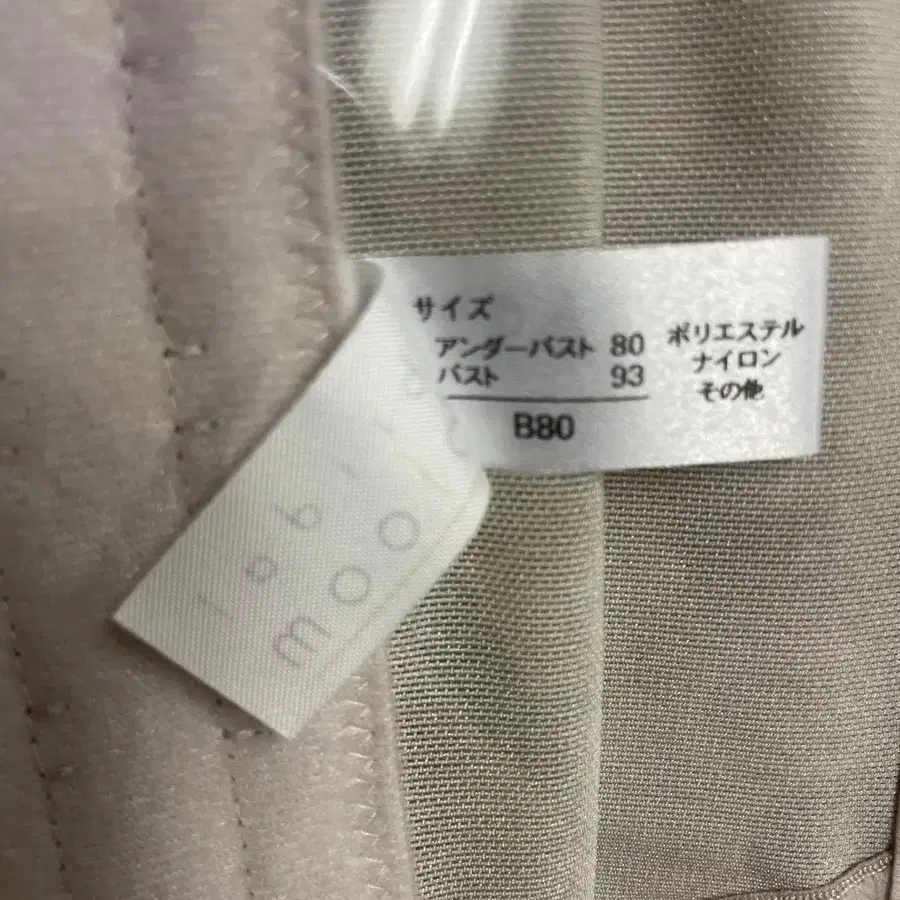 サイズ
アンダーバスト 80
バスト 93
B80
ポリエステル
ナイロン
その他